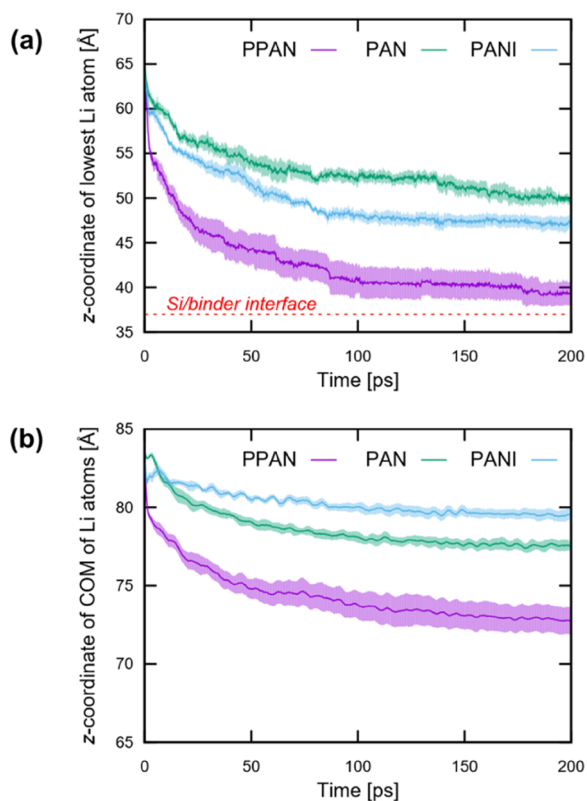 (a)
z-coordinate of lowest Li atom [Å]
70
65
60
55
50
45
40
35
PPAN PAN PANI
Si/binder interface
0 50 100 150 200
Time [ps]
(b)
z-coordinate of COM of Li atoms [Å]
85
80
75
70
65
PPAN PAN PANI
0 50 100 150 200
Time [ps]